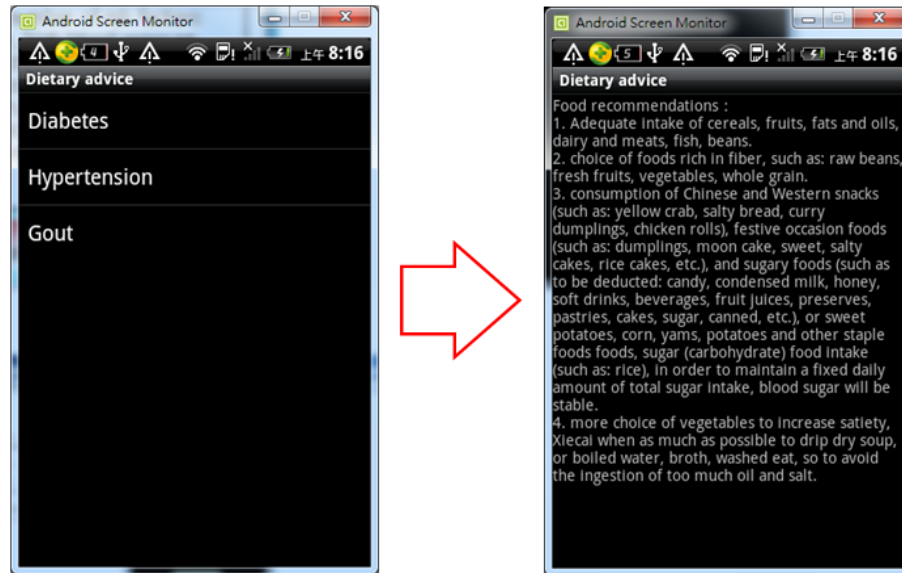 Android Screen Monitor
4
上午 8:16
Dietary advice
Diabetes
Hypertension
Gout
Android Screen Monitor
5
上午 8:16
Dietary advice
Food recommendations :
1. Adequate intake of cereals, fruits, fats and oils,
dairy and meats, fish, beans.
2. choice of foods rich in fiber, such as: raw beans,
fresh fruits, vegetables, whole grain.
3. consumption of Chinese and Western snacks
(such as: yellow crab, salty bread, curry
dumplings, chicken rolls), festive occasion foods
(such as: dumplings, moon cake, sweet, salty
cakes, rice cakes, etc.), and sugary foods (such as
to be deducted: candy, condensed milk, honey,
soft drinks, beverages, fruit juices, preserves,
pastries, cakes, sugar, canned, etc.), or sweet
potatoes, corn, yams, potatoes and other staple
foods foods, sugar (carbohydrate) food intake
(such as: rice), in order to maintain a fixed daily
amount of total sugar intake, blood sugar will be
stable.
4. more choice of vegetables to increase satiety,
Xiecai when as much as possible to drip dry soup,
or boiled water, broth, washed eat, so to avoid
the ingestion of too much oil and salt.